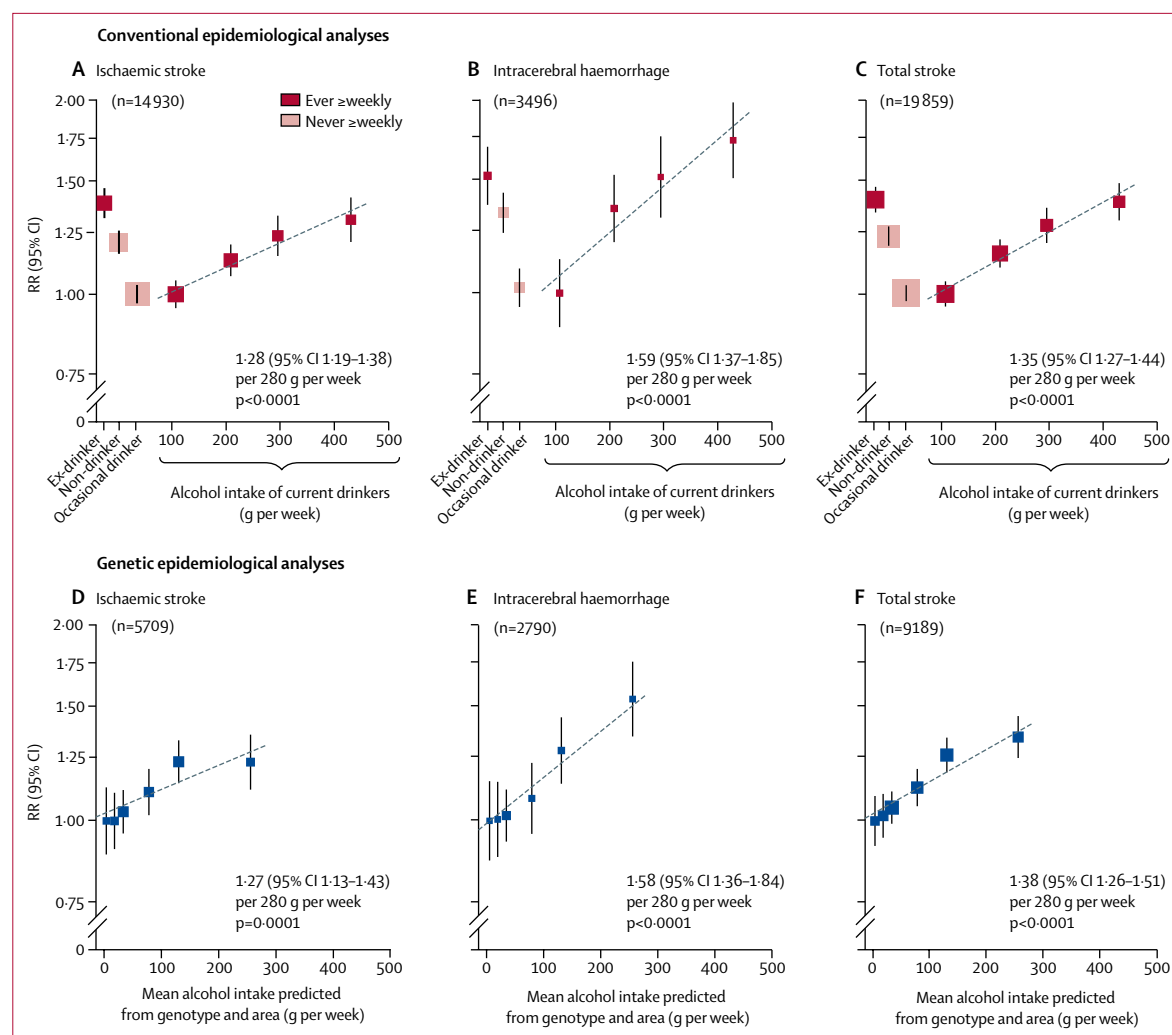 Conventional epidemiological analyses
A Ischaemic stroke
(n=14 930)
Ever ≥weekly
Never ≥weekly
RR (95% CI)
2·00
1·75
1·50
1·25
1·00
0·75
0
1·28 (95% CI 1·19–1·38)
per 280 g per week
p<0·0001
Ex-drinker
Non-drinker
Occasional drinker
100 200 300 400 500
Alcohol intake of current drinkers
(g per week)
B Intracerebral haemorrhage
(n=3496)
1·59 (95% CI 1·37–1·85)
per 280 g per week
p<0·0001
Ex-drinker
Non-drinker
Occasional drinker
100 200 300 400 500
Alcohol intake of current drinkers
(g per week)
C Total stroke
(n=19 859)
1·35 (95% CI 1·27–1·44)
per 280 g per week
p<0·0001
Ex-drinker
Non-drinker
Occasional drinker
100 200 300 400 500
Alcohol intake of current drinkers
(g per week)
Genetic epidemiological analyses
D Ischaemic stroke
(n=5709)
RR (95% CI)
2·00
1·75
1·50
1·25
1·00
0·75
0
1·27 (95% CI 1·13–1·43)
per 280 g per week
p=0·0001
0 100 200 300 400 500
Mean alcohol intake predicted
from genotype and area (g per week)
E Intracerebral haemorrhage
(n=2790)
1·58 (95% CI 1·36–1·84)
per 280 g per week
p<0·0001
0 100 200 300 400 500
Mean alcohol intake predicted
from genotype and area (g per week)
F Total stroke
(n=9189)
1·38 (95% CI 1·26–1·51)
per 280 g per week
p<0·0001
0 100 200 300 400 500
Mean alcohol intake predicted
from genotype and area (g per week)